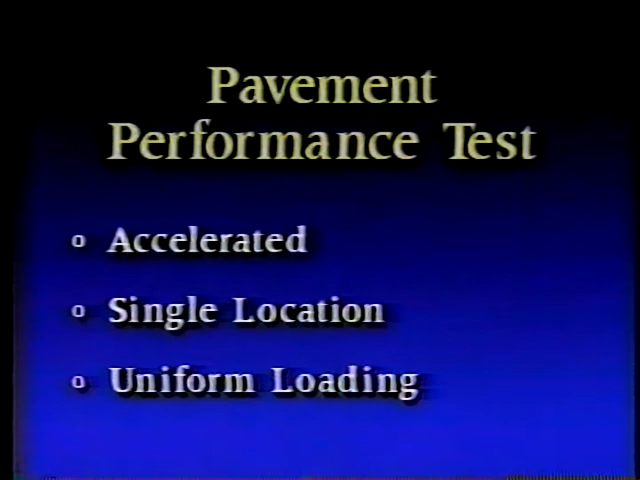 Pavement
Performance Test
o Accelerated
o Single Location
o Uniform Loading